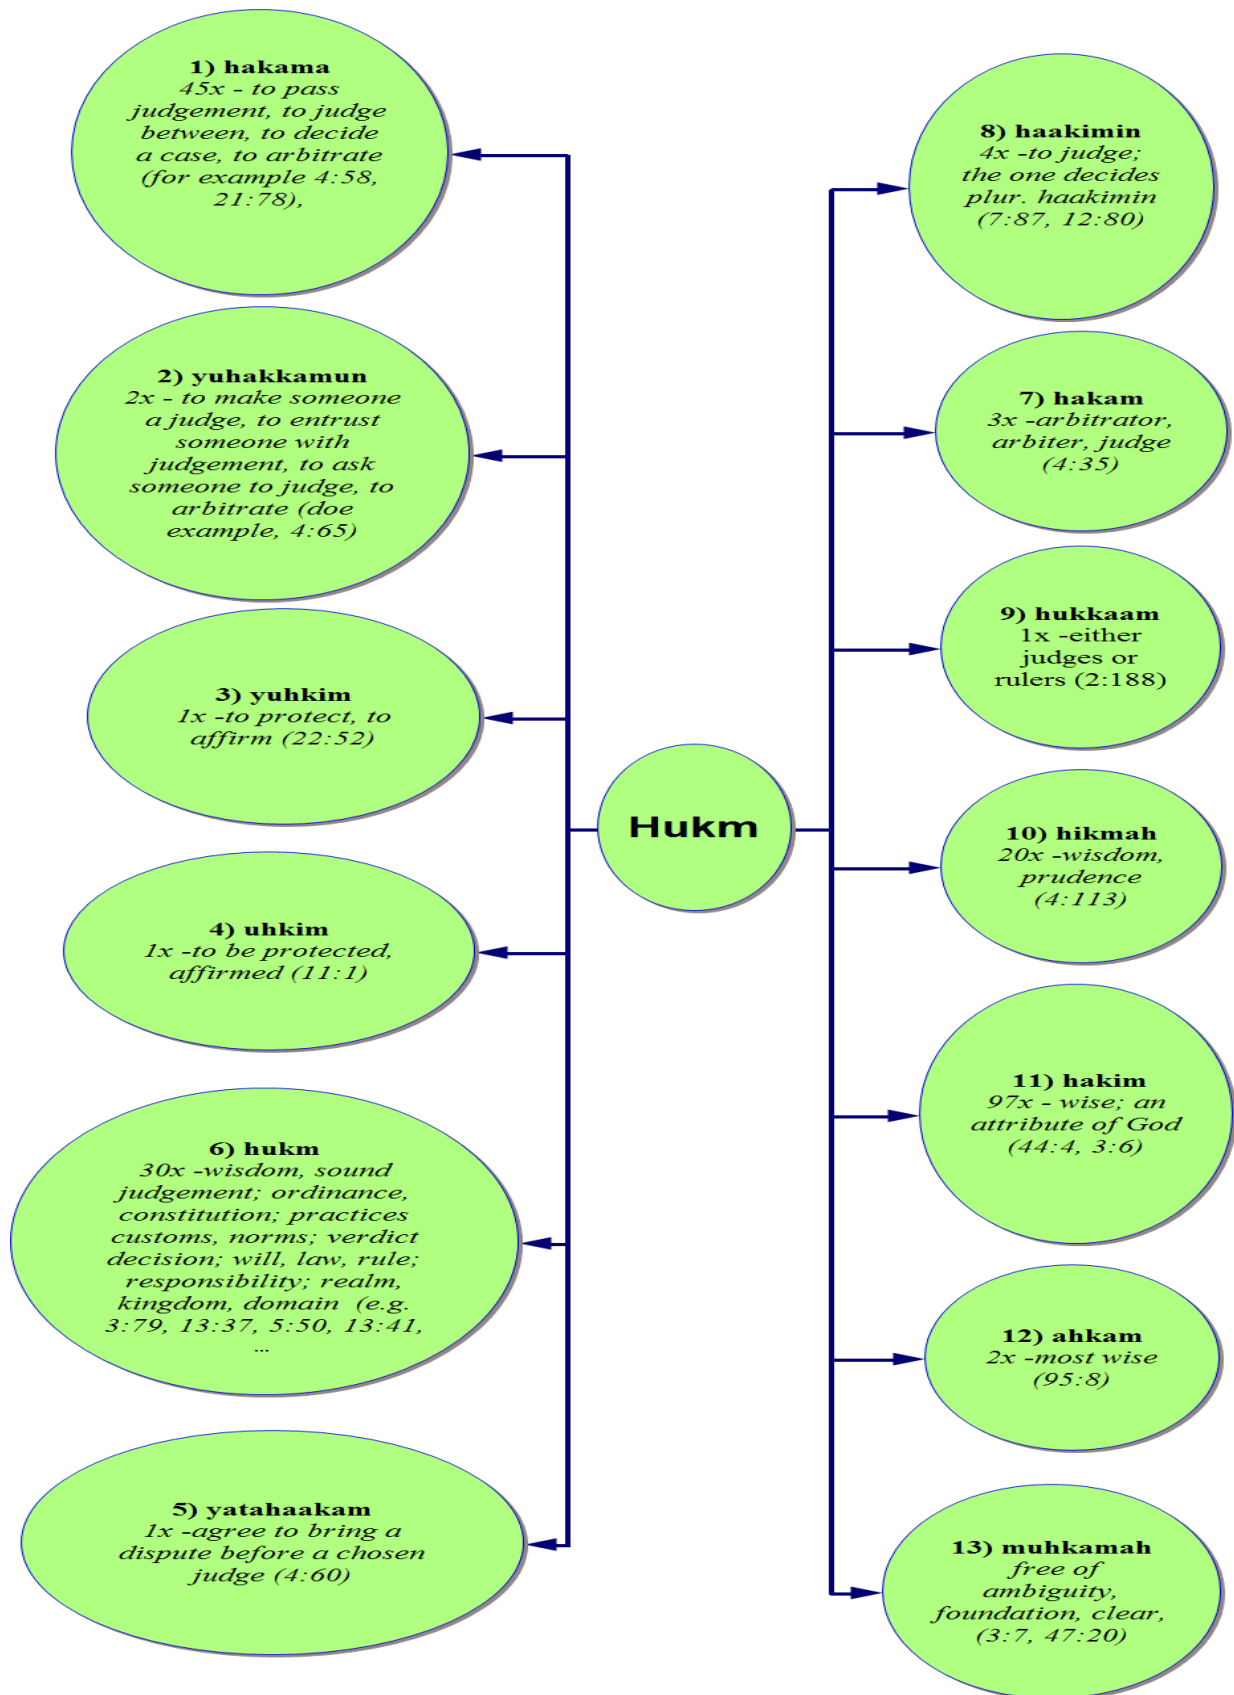 1) hakama
45x - to pass
judgement, to judge
between, to decide
a case, to arbitrate
(for example 4:58,
21:78),
2) yuhakkamun
2x - to make someone
a judge, to entrust
someone with
judgement, to ask
someone to judge, to
arbitrate (doe
example, 4:65)
3) yuhkim
1x -to protect, to
affirm (22:52)
4) uhkim
1x -to be protected,
affirmed (11:1)
6) hukm
30x -wisdom, sound
judgement; ordinance,
constitution; practices
customs, norms; verdict
decision; will, law, rule;
responsibility; realm,
kingdom, domain (e.g.
3:79, 13:37, 5:50, 13:41,
...
5) yatahaakam
1x -agree to bring a
dispute before a chosen
judge (4:60)
Hukm
8) haakimin
4x -to judge;
the one decides
plur. haakimin
(7:87, 12:80)
7) hakam
3x -arbitrator,
arbiter, judge
(4:35)
9) hukkaam
1x -either
judges or
rulers (2:188)
10) hikmah
20x -wisdom,
prudence
(4:113)
11) hakim
97x - wise; an
attribute of God
(44:4, 3:6)
12) ahkam
2x -most wise
(95:8)
13) muhkamah
free of
ambiguity,
foundation, clear,
(3:7, 47:20)